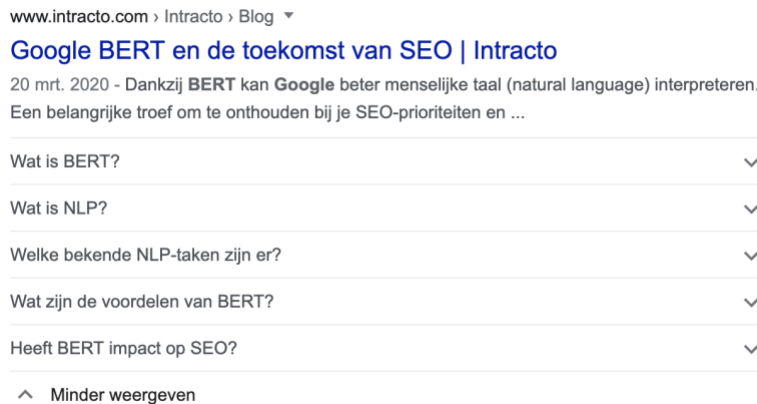 www.intracto.com › Intracto › Blog
Google BERT en de toekomst van SEO | Intracto
20 mrt. 2020 - Dankzij BERT kan Google beter menselijke taal (natural language) interpreteren.
Een belangrijke troef om te onthouden bij je SEO-prioriteiten en ...
Wat is BERT?
Wat is NLP?
Welke bekende NLP-taken zijn er?
Wat zijn de voordelen van BERT?
Heeft BERT impact op SEO?
Minder weergeven